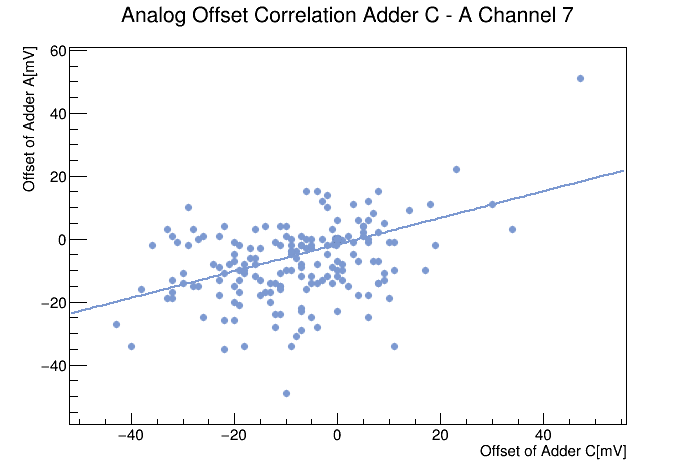 Analog Offset Correlation Adder C - A Channel 7
Offset of Adder A[mV]
60
40
20
0
−20
−40
−40 −20 0 20 40
Offset of Adder C[mV]